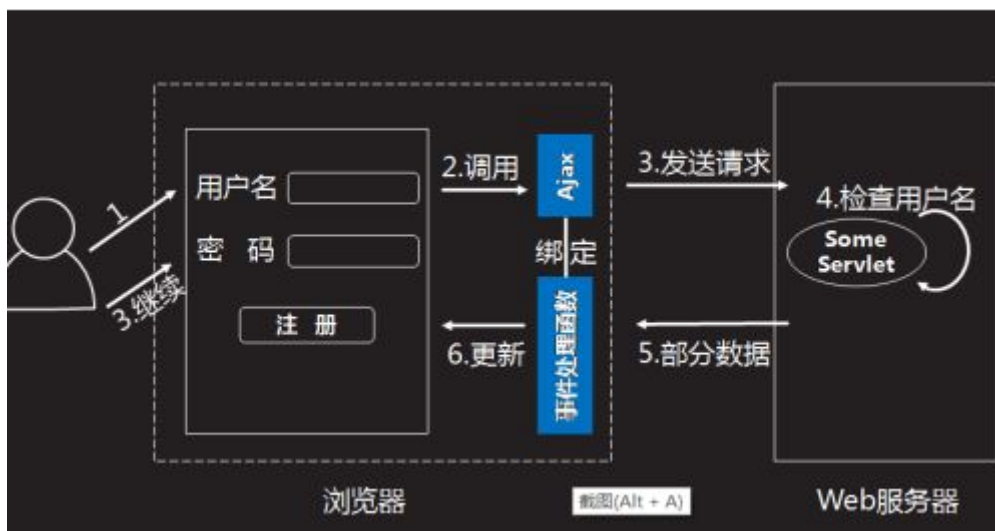 用户名
密 码
注 册
1
3.继续
2.调用
Ajax
绑 定
事件处理函数
6.更新
3.发送请求
4.检查用户名
Some
Servlet
5.部分数据
浏览器
截图(Alt + A)
Web服务器